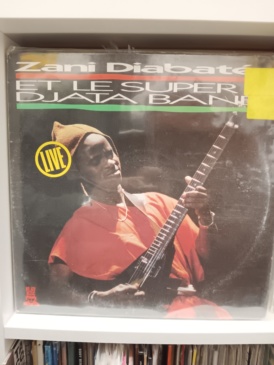 Zani Diabaté
ET LE SUPER
DJATA BAND
LIVE